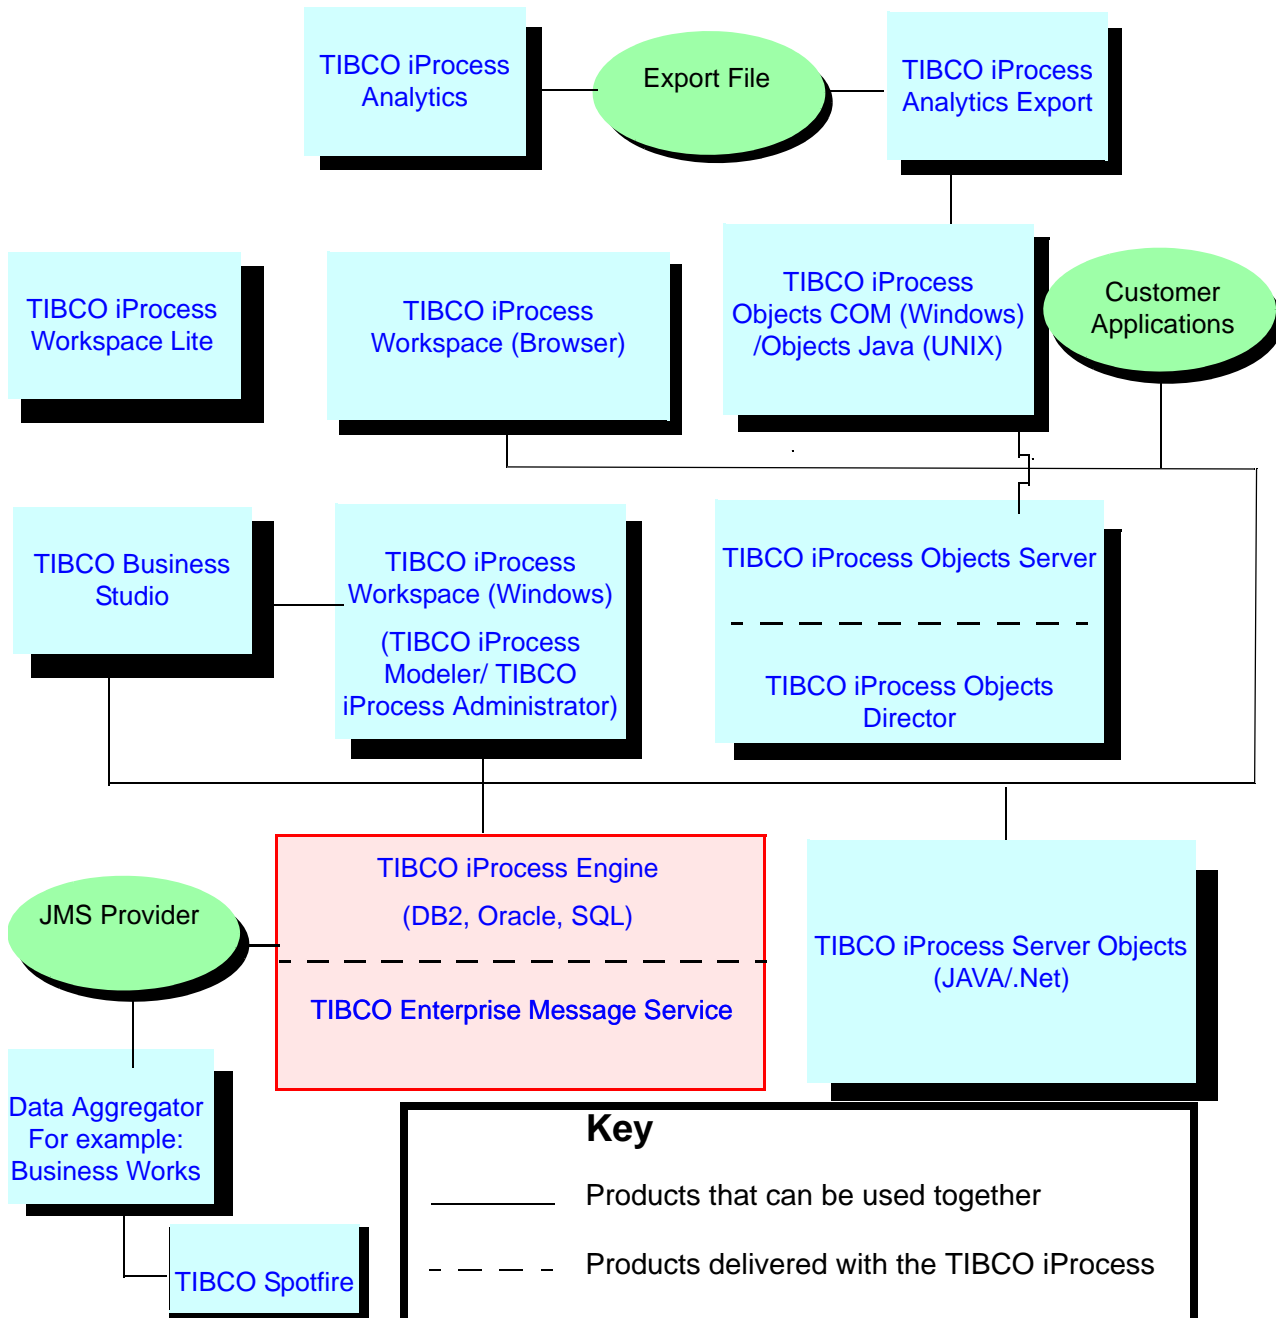 TIBCO iProcess
Analytics
Export File
TIBCO iProcess
Analytics Export
TIBCO iProcess
Workspace Lite
TIBCO iProcess
Workspace (Browser)
TIBCO iProcess
Objects COM (Windows)
/Objects Java (UNIX)
Customer
Applications
TIBCO Business
Studio
TIBCO iProcess
Workspace (Windows)
(TIBCO iProcess
Modeler/ TIBCO
iProcess Administrator)
TIBCO iProcess Objects Server
TIBCO iProcess Objects
Director
JMS Provider
TIBCO iProcess Engine
(DB2, Oracle, SQL)
TIBCO Enterprise Message Service
TIBCO iProcess Server Objects
(JAVA/.Net)
Data Aggregator
For example:
Business Works
TIBCO Spotfire
Key
Products that can be used together
Products delivered with the TIBCO iProcess